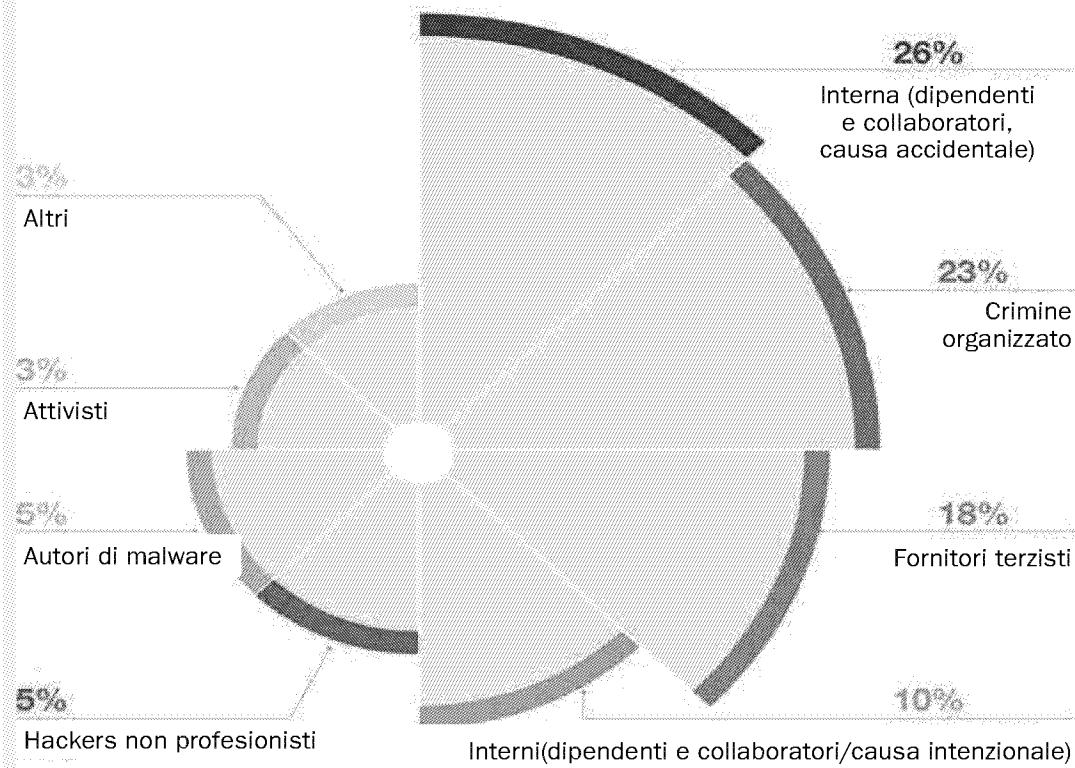 26%
Interna (dipendenti
e collaboratori,
causa accidentale)
23%
Crimine
organizzato
18%
Fornitori terzisti
10%
Interni(dipendenti e collaboratori/causa intenzionale)
5%
Hackers non profesionisti
5%
Autori di malware
3%
Attivisti
3%
Altri